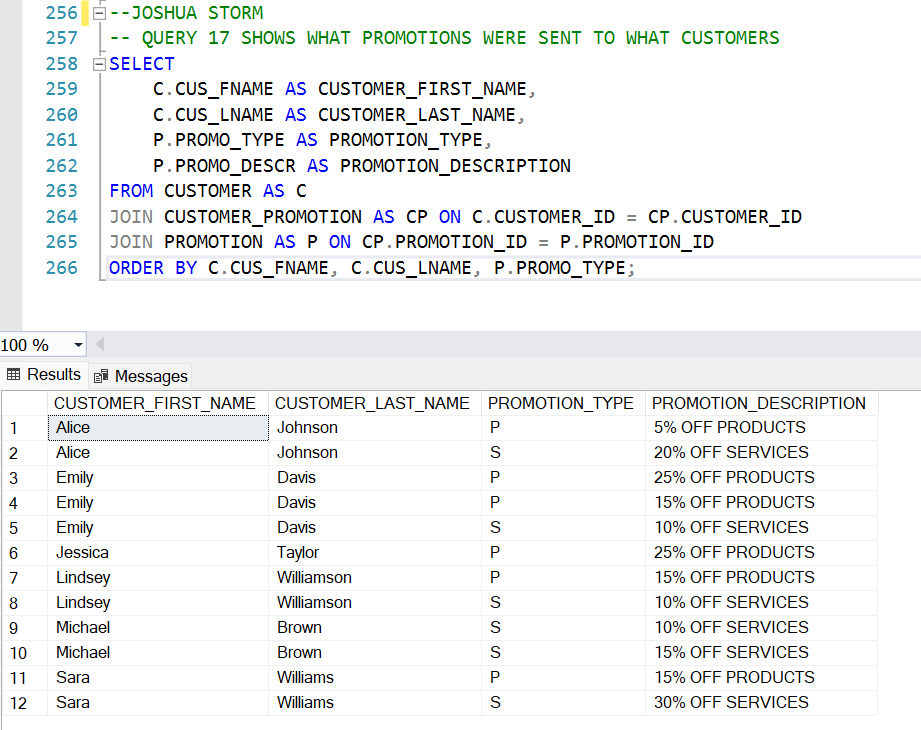 256 --JOSHUA STORM
257 -- QUERY 17 SHOWS WHAT PROMOTIONS WERE SENT TO WHAT CUSTOMERS
258 SELECT
259 C.CUS_FNAME AS CUSTOMER_FIRST_NAME,
260 C.CUS_LNAME AS CUSTOMER_LAST_NAME,
261 P.PROMO_TYPE AS PROMOTION_TYPE,
262 P.PROMO_DESCR AS PROMOTION_DESCRIPTION
263 FROM CUSTOMER AS C
264 JOIN CUSTOMER_PROMOTION AS CP ON C.CUSTOMER_ID = CP.CUSTOMER_ID
265 JOIN PROMOTION AS P ON CP.PROMOTION_ID = P.PROMOTION_ID
266 ORDER BY C.CUS_FNAME, C.CUS_LNAME, P.PROMO_TYPE;
100 %
Results Messages
CUSTOMER_FIRST_NAME CUSTOMER_LAST_NAME PROMOTION_TYPE PROMOTION_DESCRIPTION
1 Alice Johnson P 5% OFF PRODUCTS
2 Alice Johnson S 20% OFF SERVICES
3 Emily Davis P 25% OFF PRODUCTS
4 Emily Davis P 15% OFF PRODUCTS
5 Emily Davis S 10% OFF SERVICES
6 Jessica Taylor P 25% OFF PRODUCTS
7 Lindsey Williamson P 15% OFF PRODUCTS
8 Lindsey Williamson S 10% OFF SERVICES
9 Michael Brown S 10% OFF SERVICES
10 Michael Brown S 15% OFF SERVICES
11 Sara Williams P 15% OFF PRODUCTS
12 Sara Williams S 30% OFF SERVICES